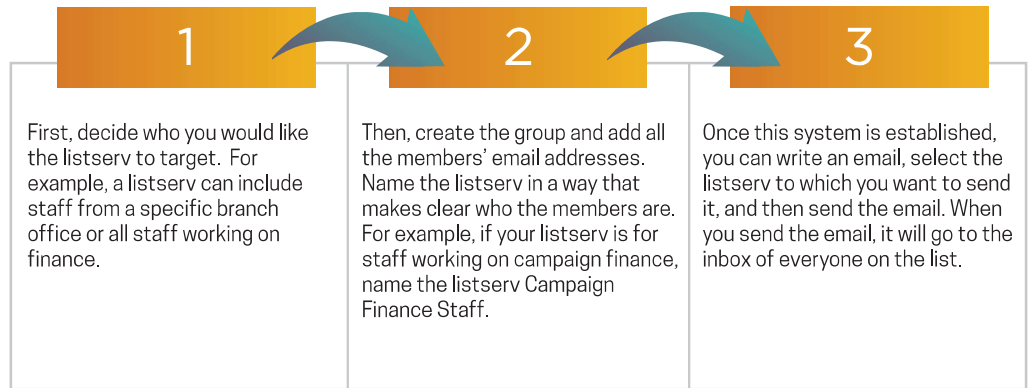 1
First, decide who you would like
the listserv to target.  For
example, a listserv can include
staff from a specific branch
office or all staff working on
finance.
2
Then, create the group and add all
the members’ email addresses.
Name the listserv in a way that
makes clear who the members are.
For example, if your listserv is for
staff working on campaign finance,
name the listserv Campaign
Finance Staff.
3
Once this system is established,
you can write an email, select the
listserv to which you want to send
it, and then send the email. When
you send the email, it will go to the
inbox of everyone on the list.